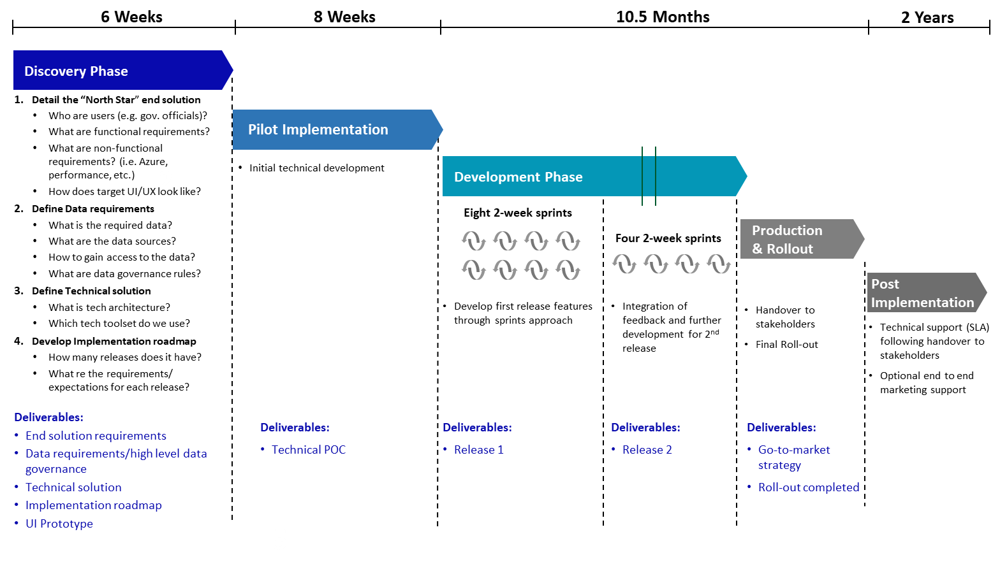 6 Weeks
8 Weeks
10.5 Months
2 Years
Discovery Phase
1. Detail the “North Star” end solution
• Who are users (e.g. gov. officials)?
• What are functional requirements?
• What are non-functional
requirements? (i.e. Azure,
performance, etc.)
• How does target UI/UX look like?
2. Define Data requirements
• What is the required data?
• What are the data sources?
• How to gain access to the data?
• What are data governance rules?
3. Define Technical solution
• What is tech architecture?
• Which tech toolset do we use?
4. Develop Implementation roadmap
• How many releases does it have?
• What re the requirements/
expectations for each release?
Deliverables:
• End solution requirements
• Data requirements/high level data
governance
• Technical solution
• Implementation roadmap
• UI Prototype
Pilot Implementation
• Initial technical development
Deliverables:
• Technical POC
Development Phase
Eight 2-week sprints
• Develop first release features
through sprints approach
Deliverables:
• Release 1
Four 2-week sprints
• Integration of
feedback and further
development for 2nd
release
Deliverables:
• Release 2
Production
& Rollout
• Handover to
stakeholders
• Final Roll-out
Deliverables:
• Go-to-market
strategy
• Roll-out completed
Post
Implementation
• Technical support (SLA)
following handover to
stakeholders
• Optional end to end
marketing support